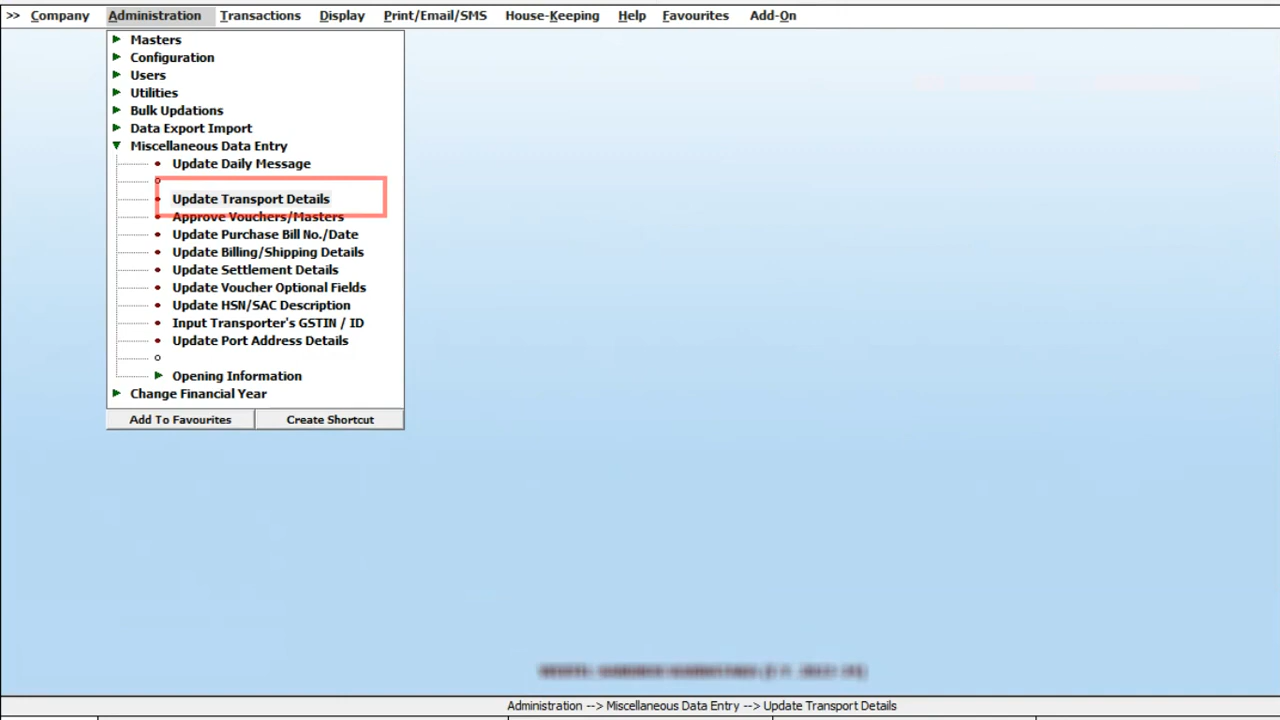 >> Company Administration Transactions Display Print/Email/SMS House-Keeping Help Favourites Add-On
Masters
Configuration
Users
Utilities
Bulk Updations
Data Export Import
Miscellaneous Data Entry
Update Daily Message
Update Transport Details
Approve Vouchers/Masters
Update Purchase Bill No./Date
Update Billing/Shipping Details
Update Settlement Details
Update Voucher Optional Fields
Update HSN/SAC Description
Input Transporter's GSTIN / ID
Update Port Address Details
Opening Information
Change Financial Year
Add To Favourites Create Shortcut
Administration --> Miscellaneous Data Entry --> Update Transport Details